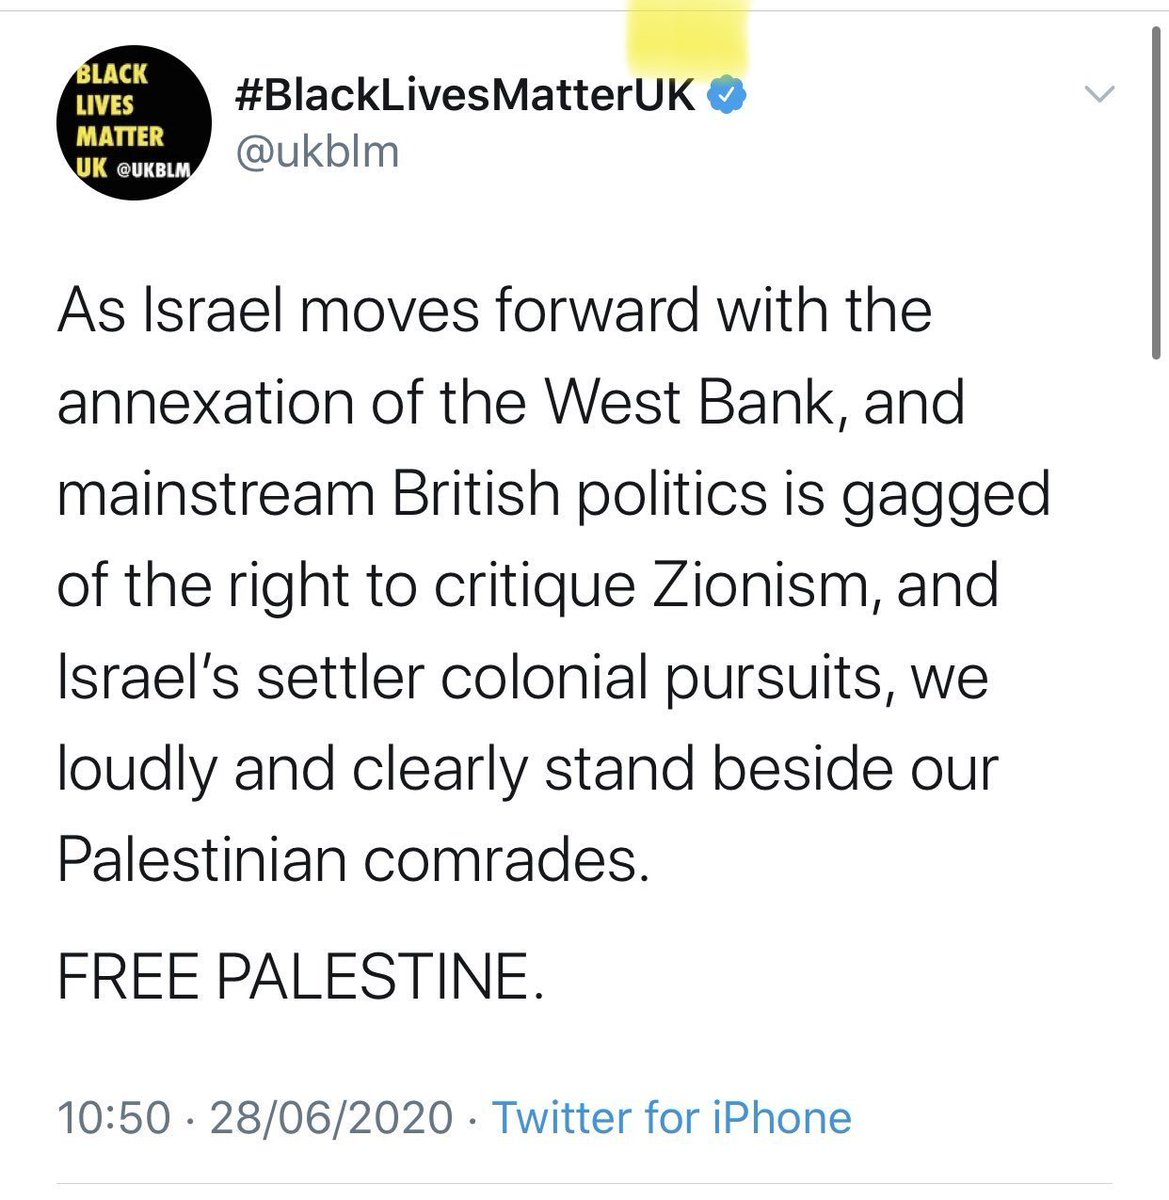 BLACK
LIVES
MATTER
UK @UKBLM
#BlackLivesMatterUK
@ukblm
As Israel moves forward with the
annexation of the West Bank, and
mainstream British politics is gagged
of the right to critique Zionism, and
Israel’s settler colonial pursuits, we
loudly and clearly stand beside our
Palestinian comrades.
FREE PALESTINE.
10:50 · 28/06/2020 · Twitter for iPhone